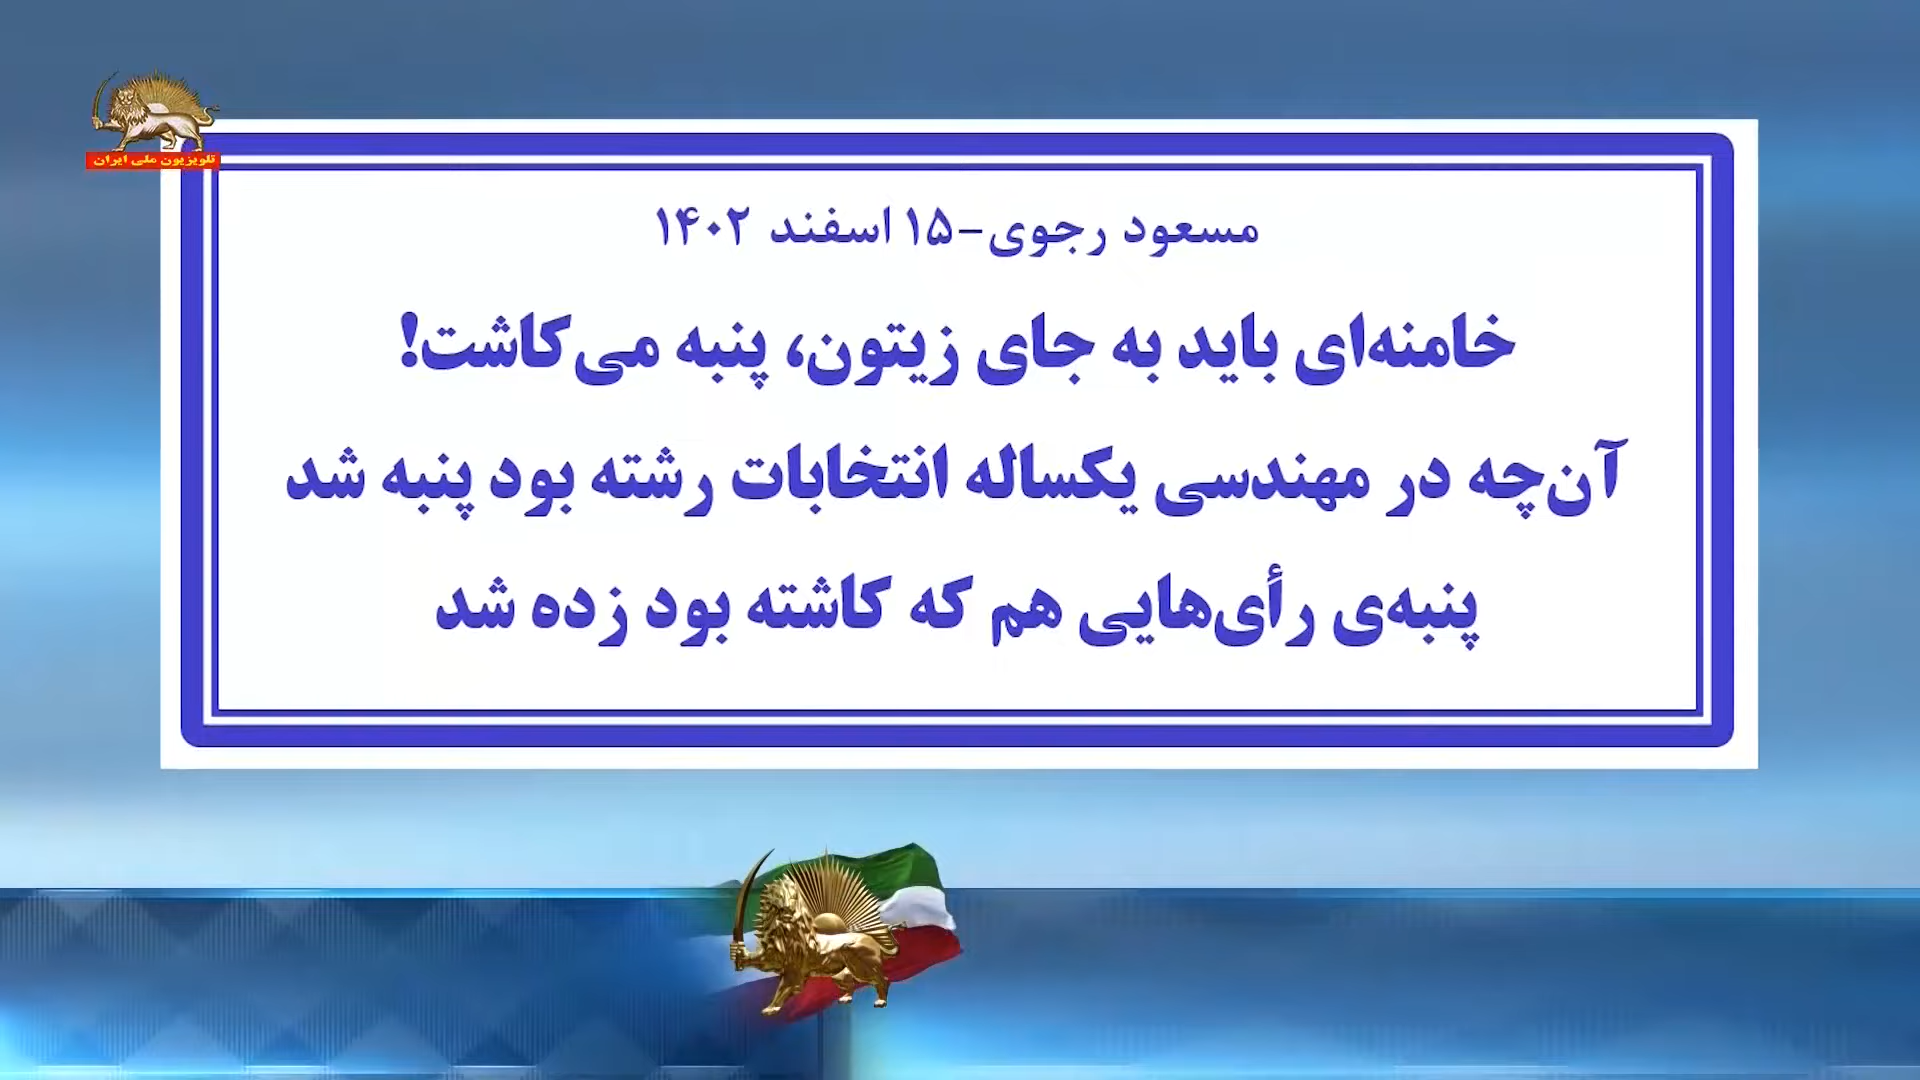 تلویزیون ملی ایران
مسعود رجوی-۱۵ اسفند ۱۴۰۲
خامنه‌ای باید به جای زیتون، پنبه می‌کاشت!
آن‌چه در مهندسی یکساله انتخابات رشته بود پنبه شد
پنبه‌ی رأی‌هایی هم که کاشته بود زده شد